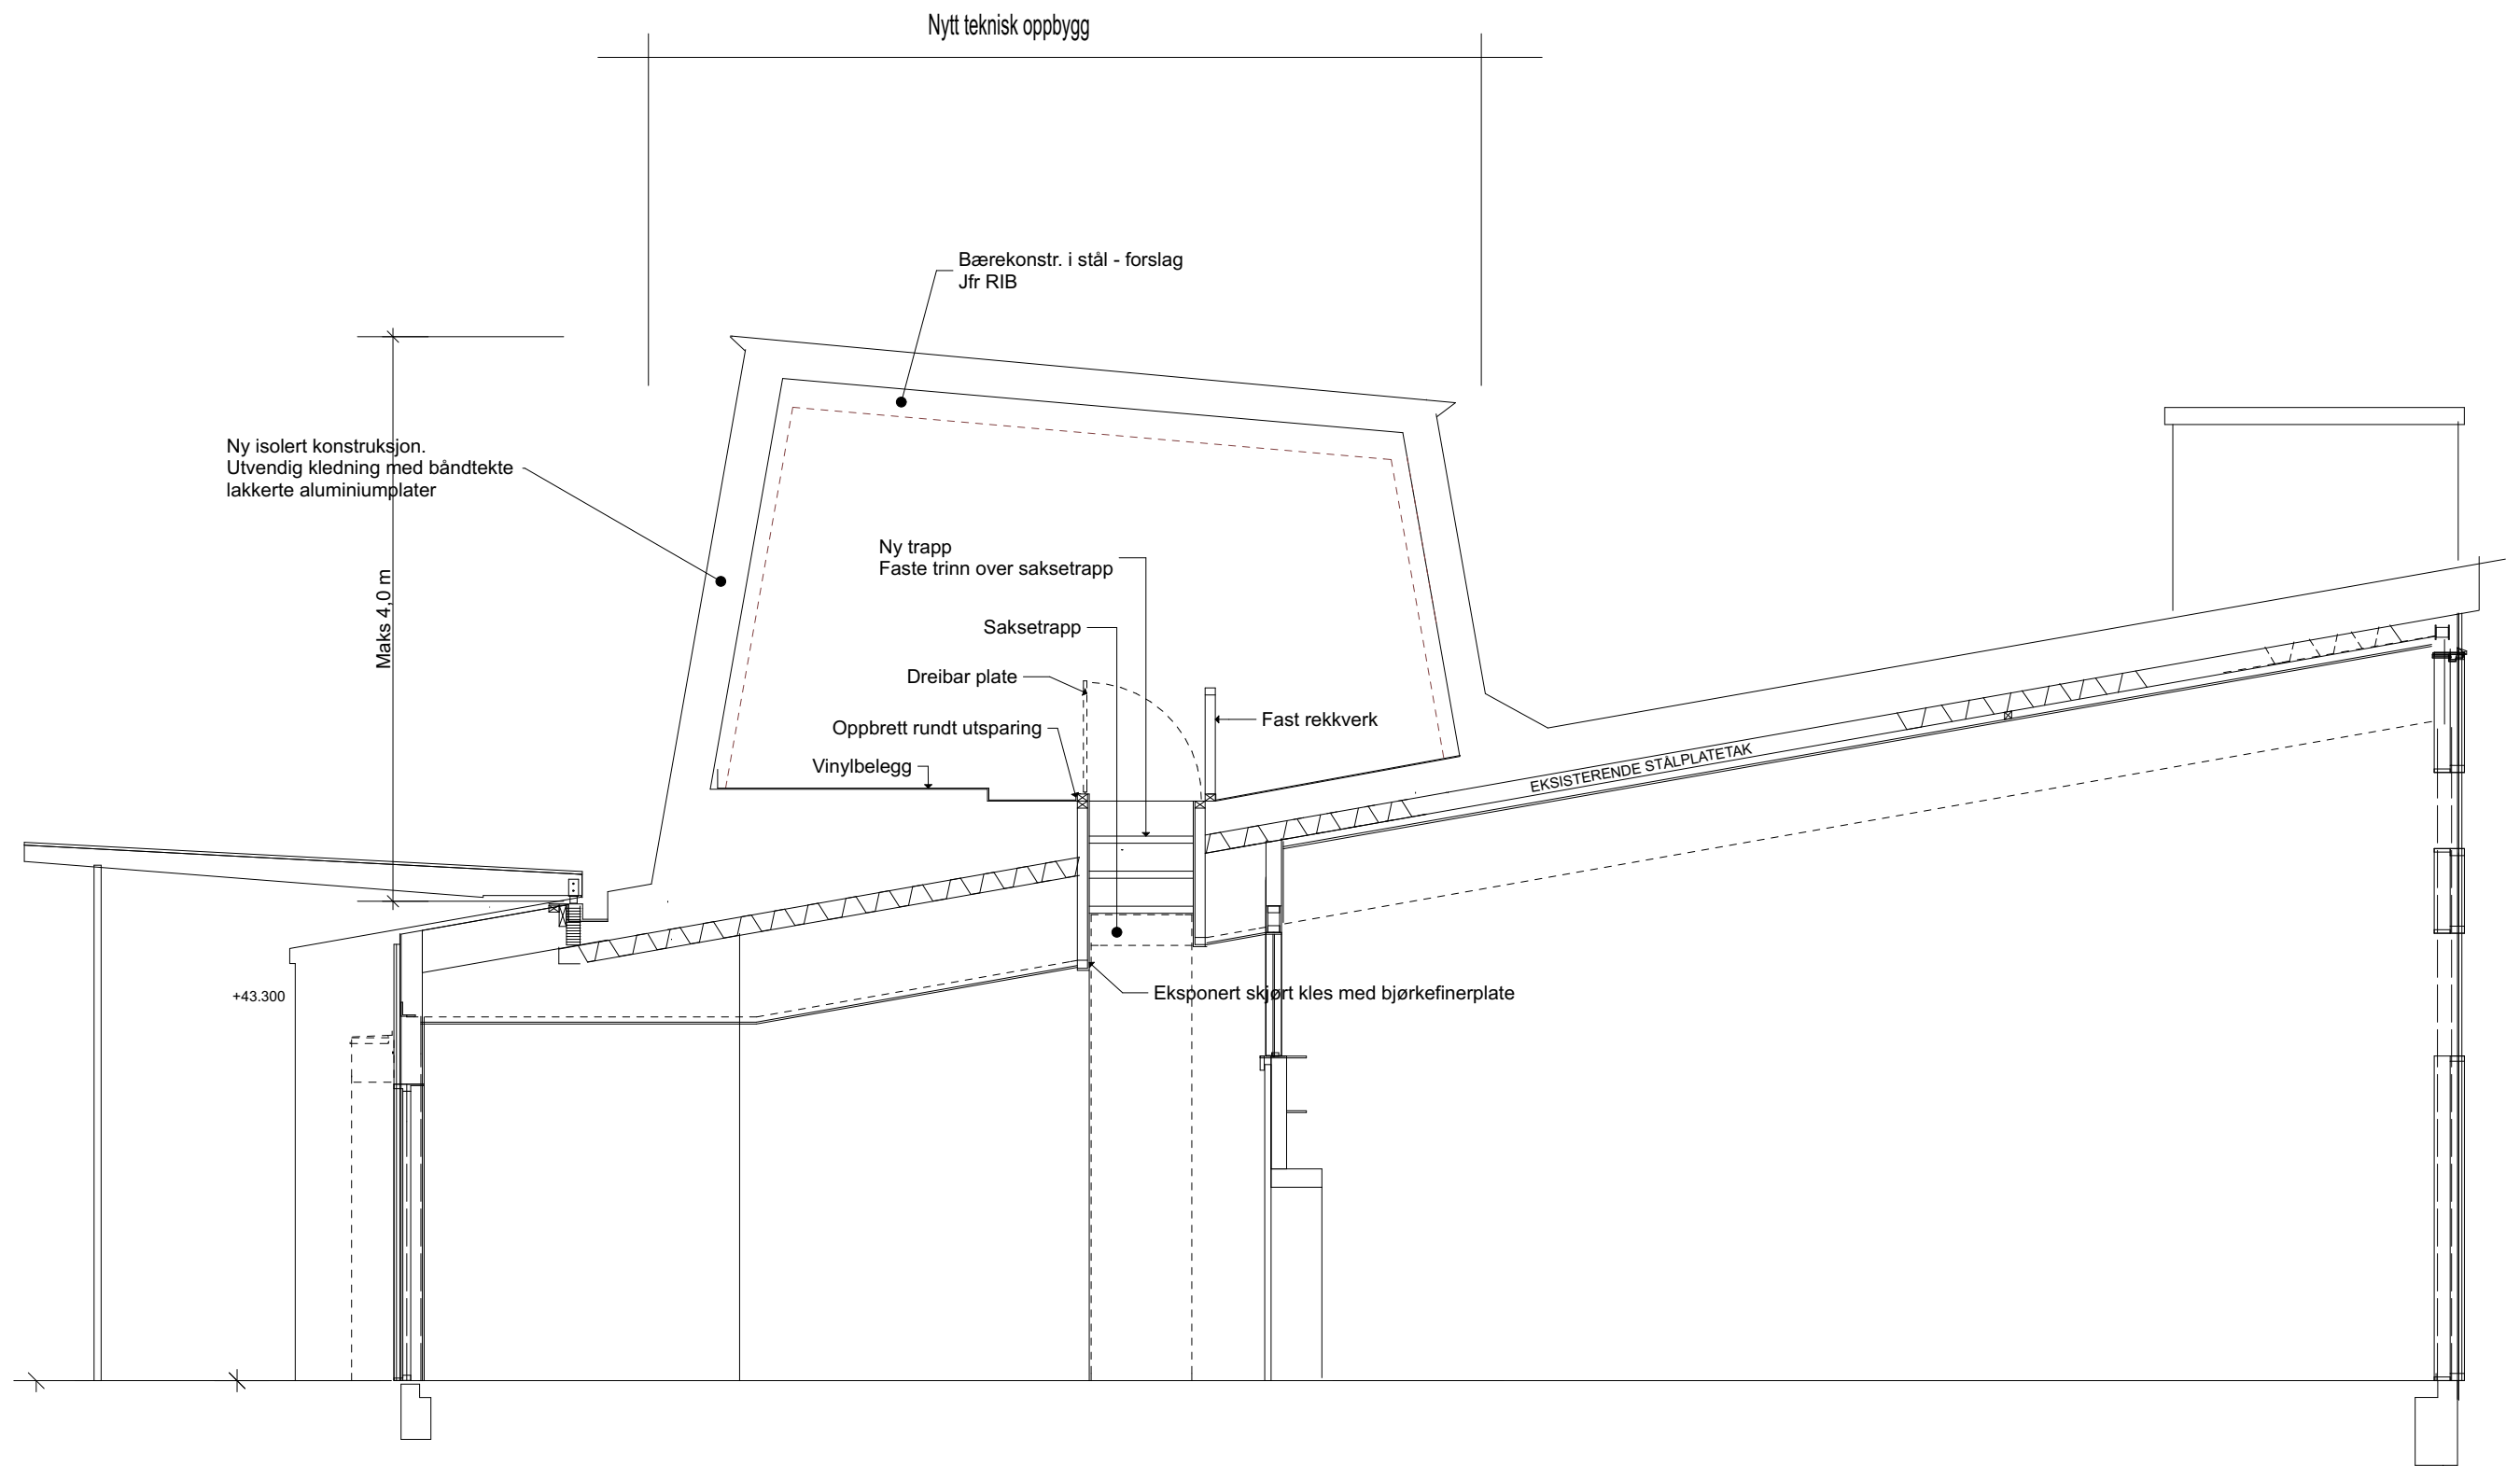 Nytt teknisk oppbygg
Bærekonstr. i stål - forslag
Jfr RIB
Ny isolert konstruksjon.
Utvendig kledning med båndtekte
lakkerte aluminiumplater
Maks 4,0 m
Ny trapp
Faste trinn over saksetrapp
Saksetrapp
Dreibar plate
Oppbrett rundt utsparing
Fast rekkverk
Vinylbelegg
EKSISTERENDE STÅLPLATETAK
+43.300
Eksponert skjørt kles med bjørkefinerplate